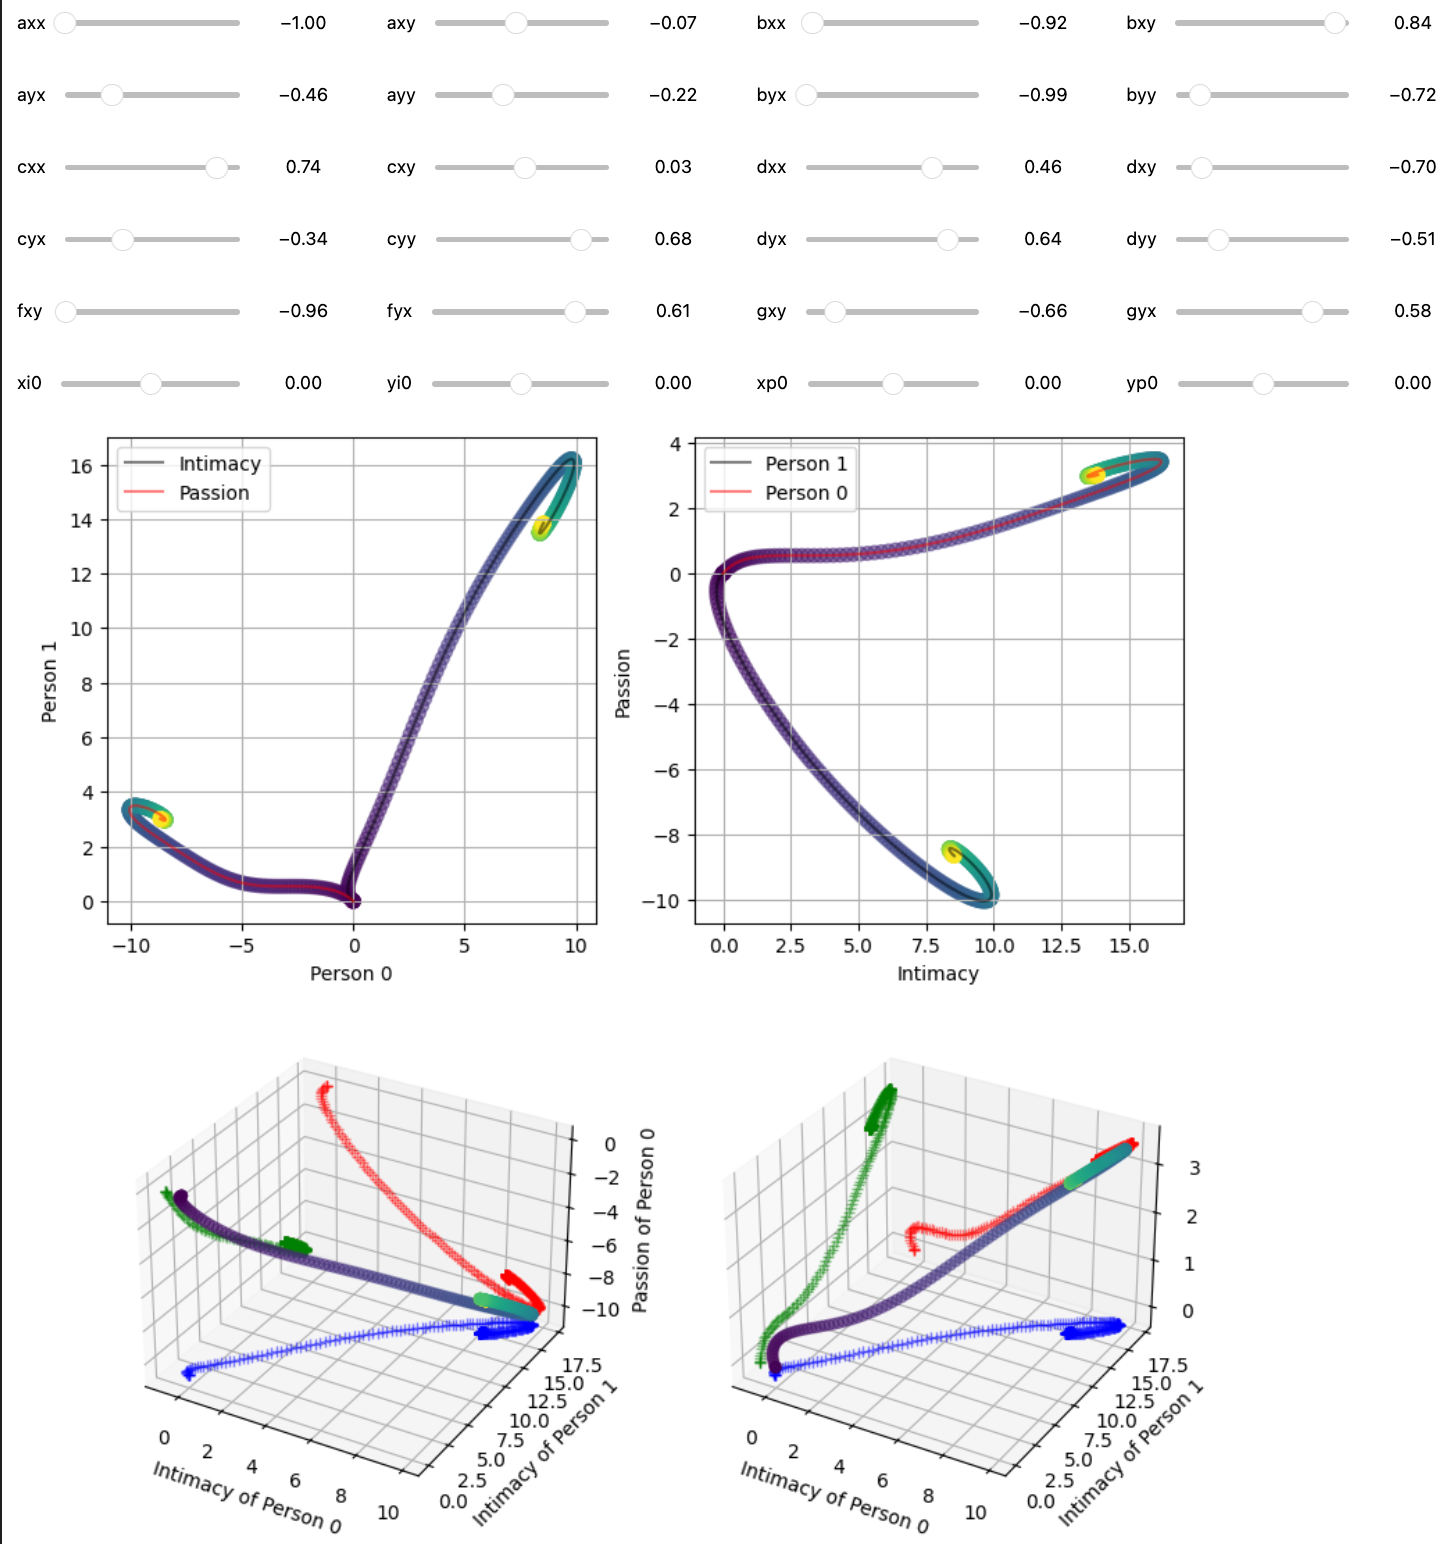 axx −1.00 axy −0.07 bxx −0.92 bxy 0.84
ayx −0.46 ayy −0.22 byx −0.99 byy −0.72
cxx 0.74 cxy 0.03 dxx 0.46 dxy −0.70
cyx −0.34 cyy 0.68 dyx 0.64 dyy −0.51
fxy −0.96 fyx 0.61 gxy −0.66 gyx 0.58
xi0 0.00 yi0 0.00 xp0 0.00 yp0 0.00
Intimacy
Passion
16
14
12
10
8
6
4
2
0
−10 −5 0 5 10
Person 0
Person 1
Person 1
Person 0
4
2
0
−2
−4
−6
−8
−10
0.0 2.5 5.0 7.5 10.0 12.5 15.0
Intimacy
Passion
0
−2
−4
−6
−8
−10
Passion of Person 0
17.5
15.0
12.5
10.0
7.5
5.0
2.5
0.0
Intimacy of Person 1
0 2 4 6 8 10
Intimacy of Person 0
3
2
1
0
17.5
15.0
12.5
10.0
7.5
5.0
2.5
0.0
Intimacy of Person 1
0 2 4 6 8 10
Intimacy of Person 0